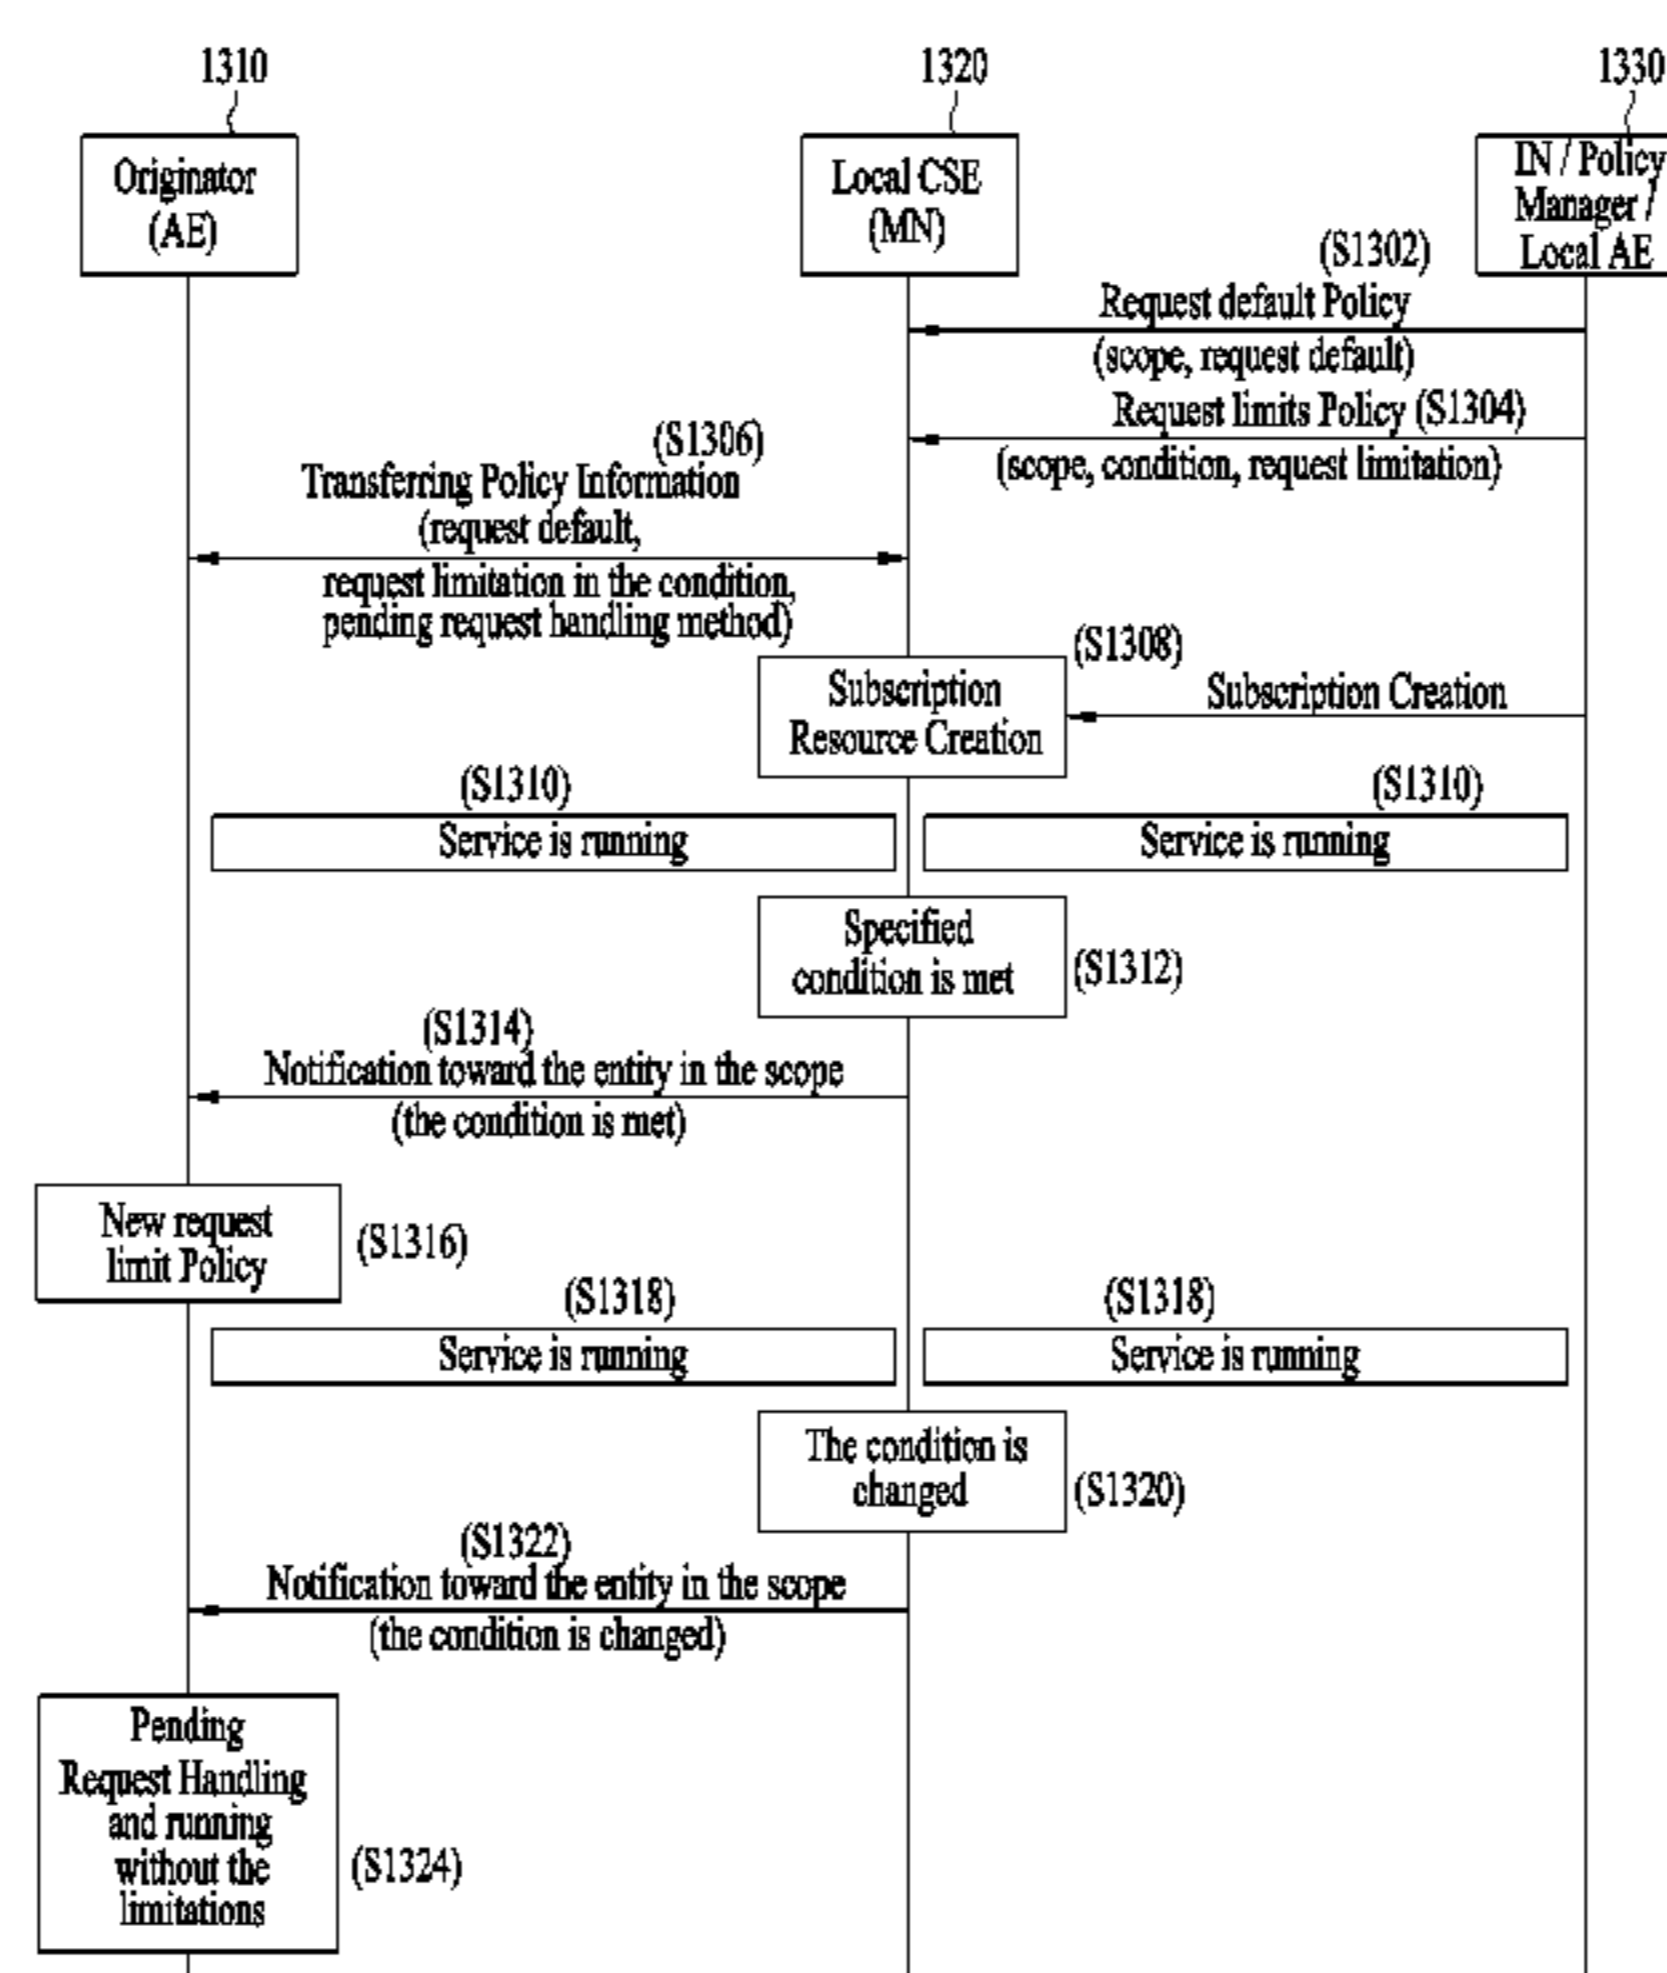 1310
1320
1330
Originator
(AE)
Local CSE
(MN)
IN / Policy
Manager /
Local AE
(S1302)
Request default Policy
(scope, request default)
Request limits Policy (S1304)
(scope, condition, request limitation)
(S1306)
Transferring Policy Information
(request default,
request limitation in the condition,
pending request handling method)
(S1308)
Subscription
Resource Creation
Subscription Creation
(S1310)
(S1310)
Service is running
Service is running
Specified
condition is met
(S1312)
(S1314)
Notification toward the entity in the scope
(the condition is met)
New request
limit Policy
(S1316)
(S1318)
(S1318)
Service is running
Service is running
The condition is
changed
(S1320)
(S1322)
Notification toward the entity in the scope
(the condition is changed)
Pending
Request Handling
and running
without the
limitations
(S1324)